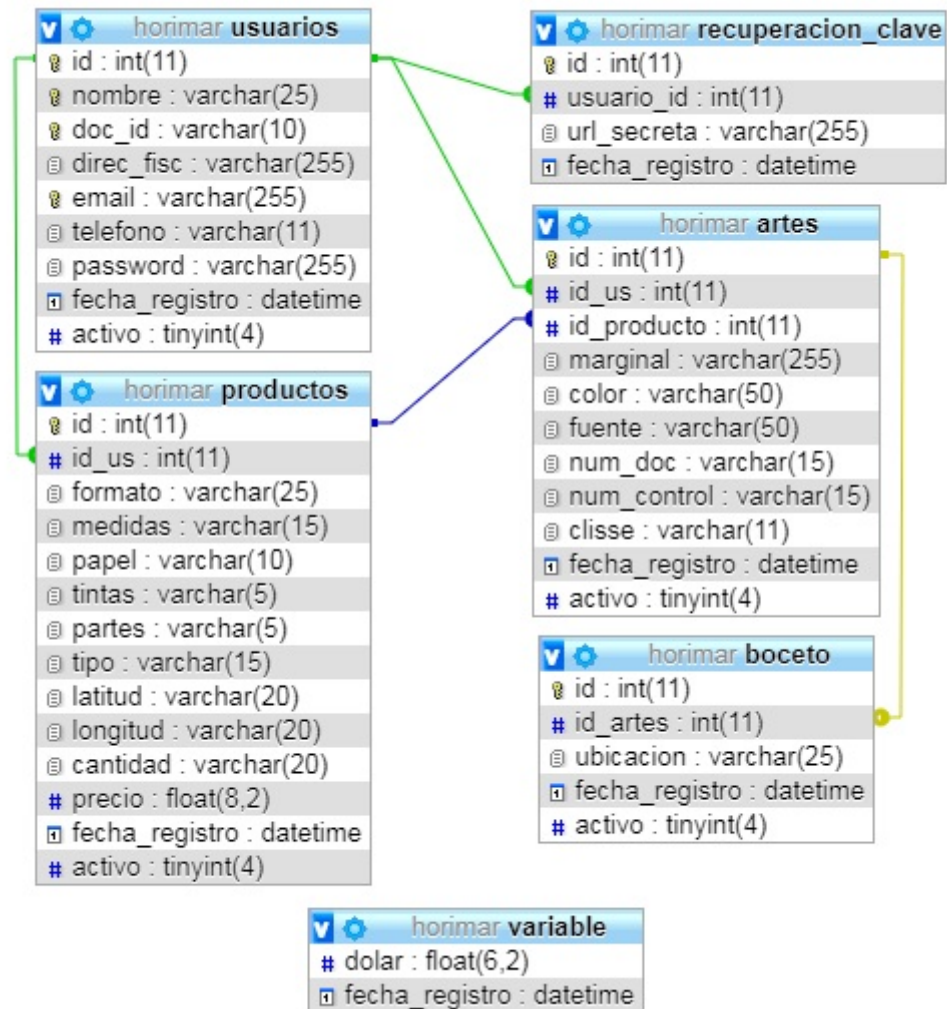 horimar usuarios
id : int(11)
nombre : varchar(25)
doc_id : varchar(10)
direc_fisc : varchar(255)
email : varchar(255)
telefono : varchar(11)
password : varchar(255)
fecha_registro : datetime
# activo : tinyint(4)
horimar recuperacion_clave
id : int(11)
# usuario_id : int(11)
url_secreta : varchar(255)
fecha_registro : datetime
horimar artes
id : int(11)
# id_us : int(11)
# id_producto : int(11)
marginal : varchar(255)
color : varchar(50)
fuente : varchar(50)
num_doc : varchar(15)
num_control : varchar(15)
clisse : varchar(11)
fecha_registro : datetime
# activo : tinyint(4)
horimar productos
id : int(11)
# id_us : int(11)
formato : varchar(25)
medidas : varchar(15)
papel : varchar(10)
tintas : varchar(5)
partes : varchar(5)
tipo : varchar(15)
latitud : varchar(20)
longitud : varchar(20)
cantidad : varchar(20)
# precio : float(8,2)
fecha_registro : datetime
# activo : tinyint(4)
horimar boceto
id : int(11)
# id_artes : int(11)
ubicacion : varchar(25)
fecha_registro : datetime
# activo : tinyint(4)
horimar variable
# dolar : float(6,2)
fecha_registro : datetime